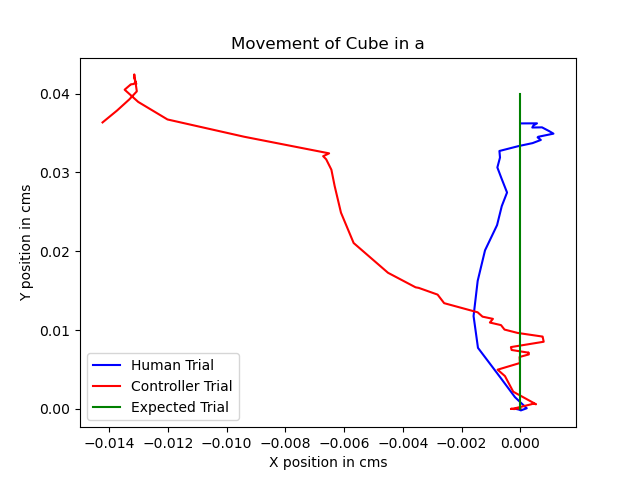 Movement of Cube in a
Y position in cms
0.04
0.03
0.02
0.01
0.00
Human Trial
Controller Trial
Expected Trial
−0.014 −0.012 −0.010 −0.008 −0.006 −0.004 −0.002 0.000
X position in cms